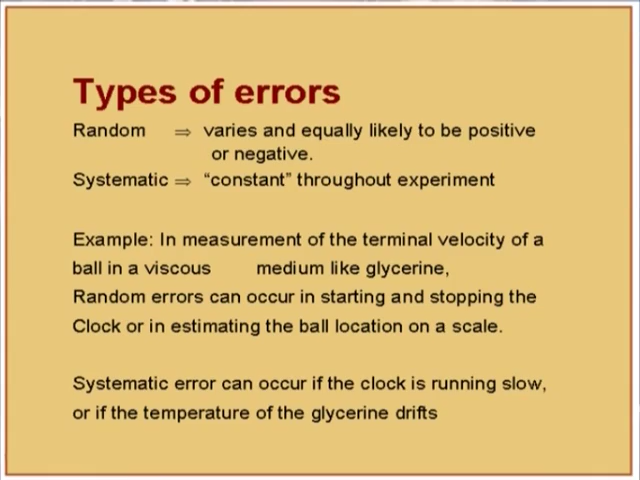 Types of errors
Random ⇒ varies and equally likely to be positive
or negative.
Systematic ⇒ “constant” throughout experiment
Example: In measurement of the terminal velocity of a
ball in a viscous medium like glycerine,
Random errors can occur in starting and stopping the
Clock or in estimating the ball location on a scale.
Systematic error can occur if the clock is running slow,
or if the temperature of the glycerine drifts